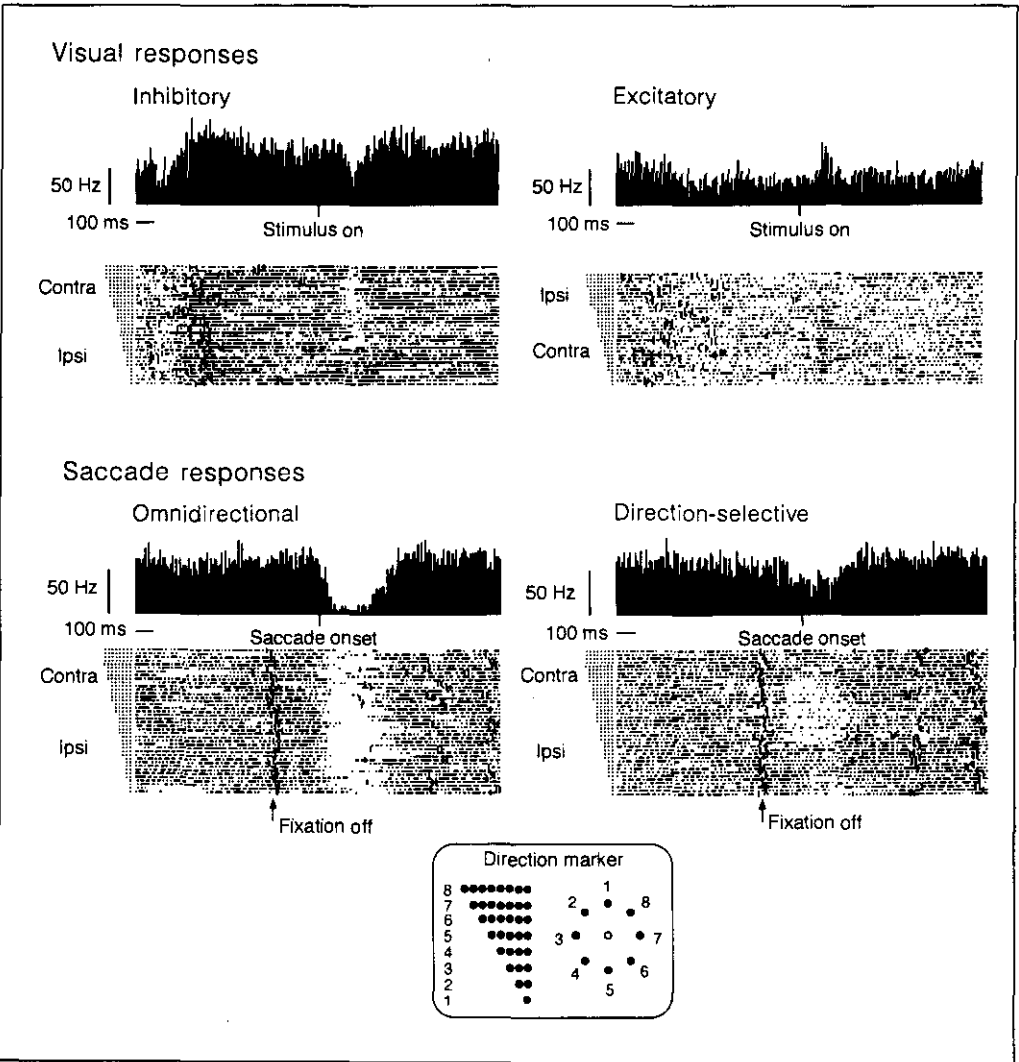 Visual responses
Inhibitory
50 Hz
100 ms
Stimulus on
Contra
Ipsi
Excitatory
50 Hz
100 ms
Stimulus on
Ipsi
Contra
Saccade responses
Omnidirectional
50 Hz
100 ms
Saccade onset
Contra
Ipsi
Fixation off
Direction-selective
50 Hz
100 ms
Saccade onset
Contra
Ipsi
Fixation off
Direction marker
8
7
6
5
4
3
2
1
1
2
8
3
7
4
6
5